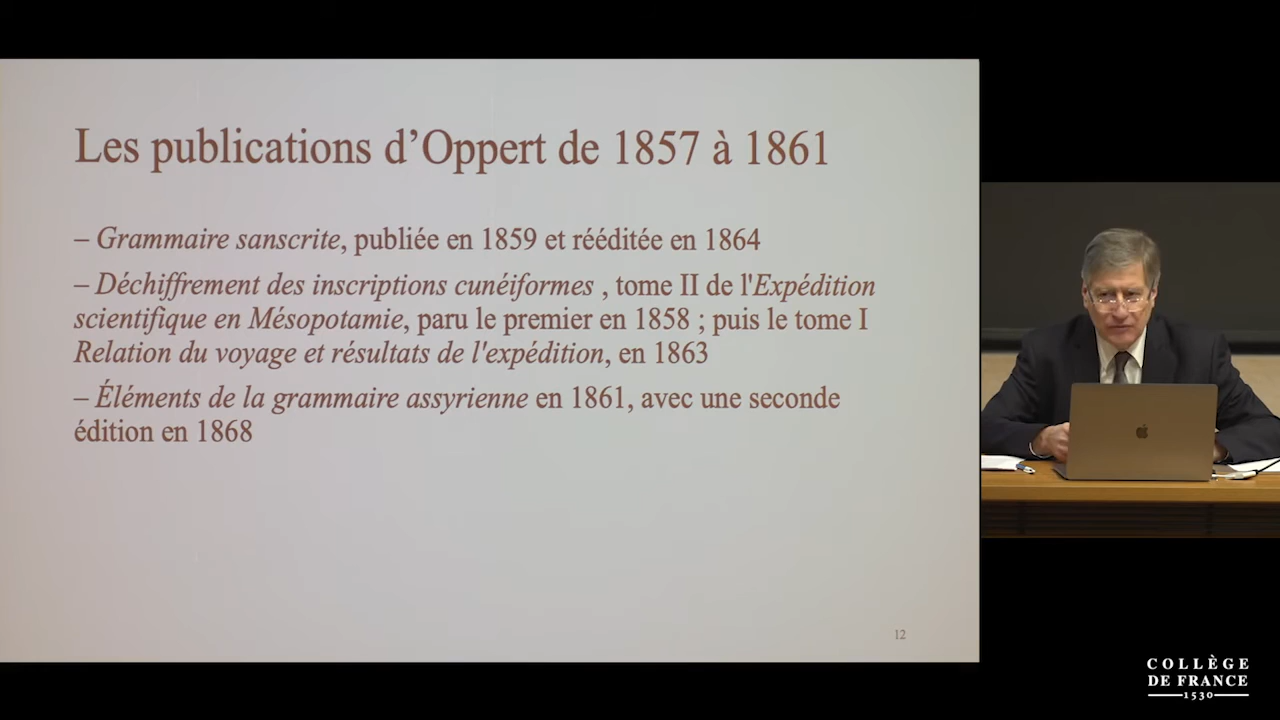 Les publications d’Oppert de 1857 à 1861
– Grammaire sanscrite, publiée en 1859 et rééditée en 1864
– Déchiffrement des inscriptions cunéiformes , tome II de l'Expédition
scientifique en Mésopotamie, paru le premier en 1858 ; puis le tome I
Relation du voyage et résultats de l'expédition, en 1863
– Éléments de la grammaire assyrienne en 1861, avec une seconde
édition en 1868
12
COLLÈGE
DE FRANCE
1530